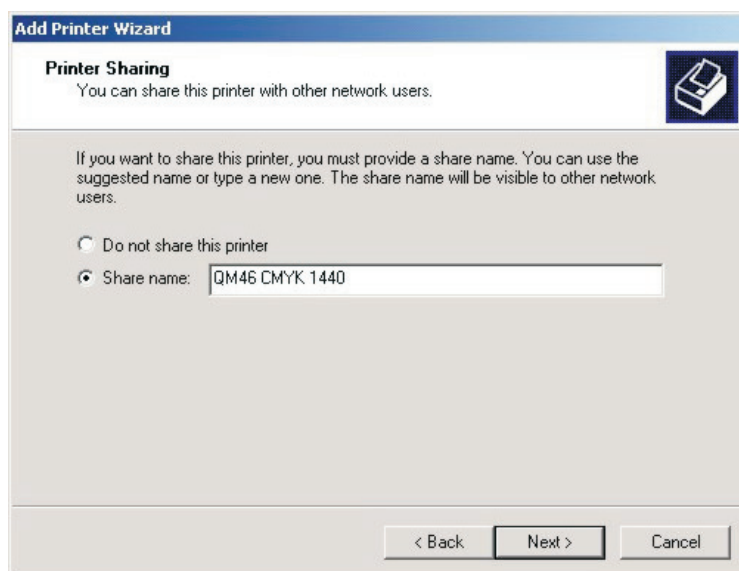 Add Printer Wizard
Printer Sharing
You can share this printer with other network users.
If you want to share this printer, you must provide a share name. You can use the
suggested name or type a new one. The share name will be visible to other network
users.
Do not share this printer
Share name: QM46 CMYK 1440
< Back Next > Cancel